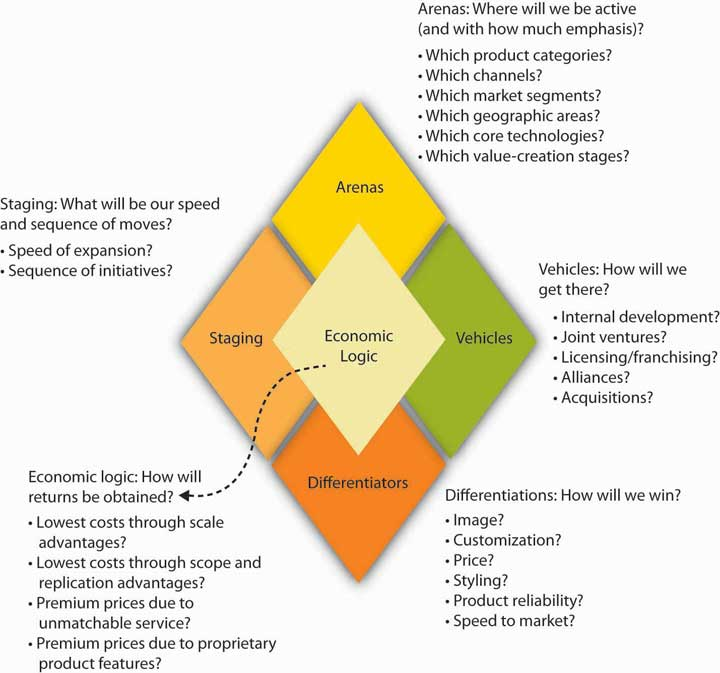 Arenas: Where will we be active
(and with how much emphasis)?
• Which product categories?
• Which channels?
• Which market segments?
• Which geographic areas?
• Which core technologies?
• Which value-creation stages?
Arenas
Staging: What will be our speed
and sequence of moves?
• Speed of expansion?
• Sequence of initiatives?
Staging
Economic
Logic
Vehicles
Vehicles: How will we
get there?
• Internal development?
• Joint ventures?
• Licensing/franchising?
• Alliances?
• Acquisitions?
Differentiators
Economic logic: How will
returns be obtained?
• Lowest costs through scale
advantages?
• Lowest costs through scope and
replication advantages?
• Premium prices due to
unmatchable service?
• Premium prices due to proprietary
product features?
Differentiations: How will we win?
• Image?
• Customization?
• Price?
• Styling?
• Product reliability?
• Speed to market?